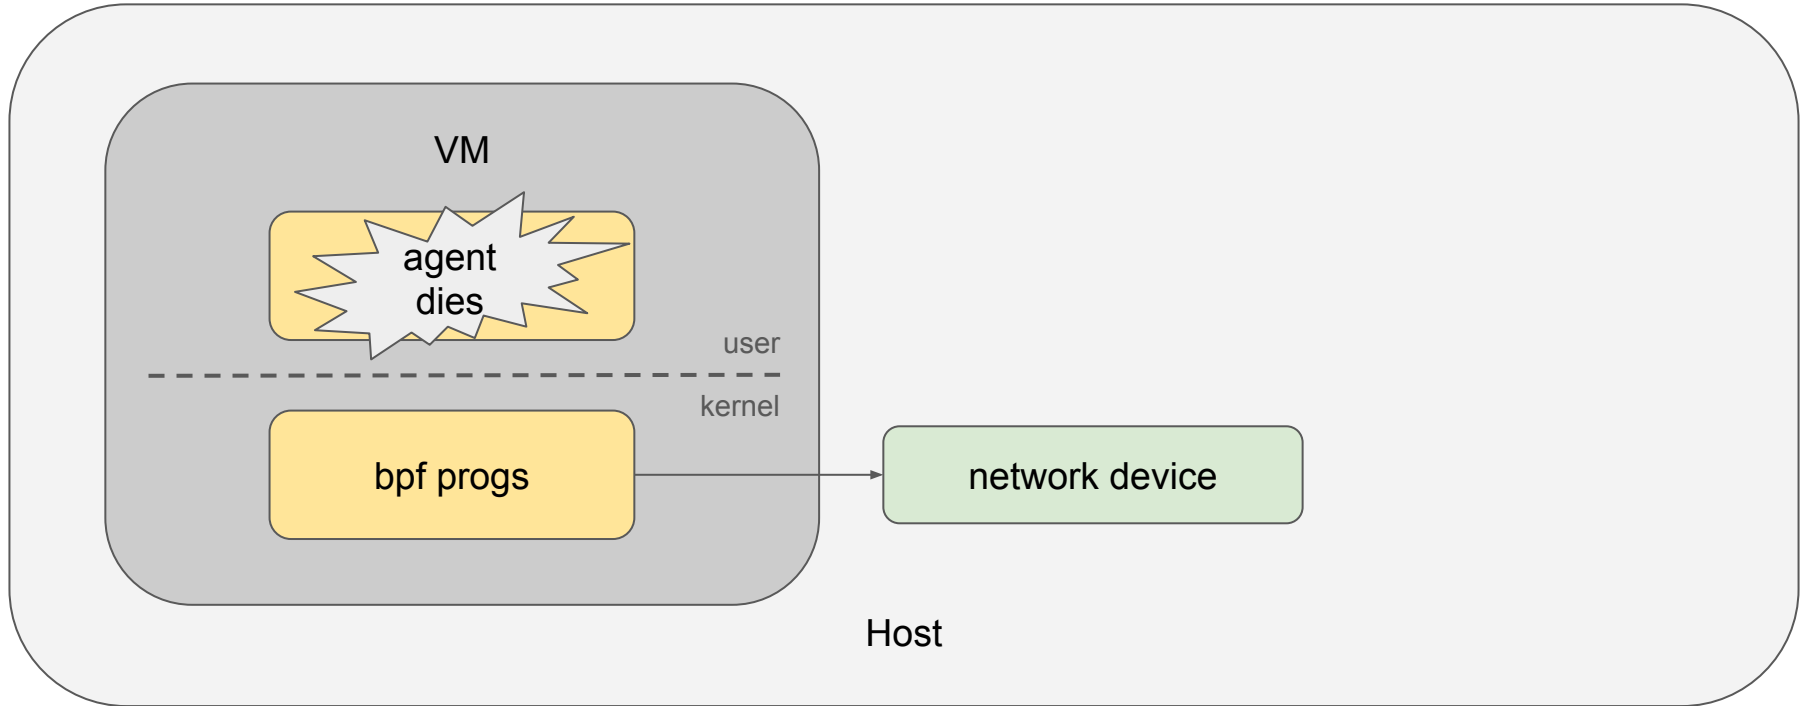 VM
agent
dies
user
kernel
bpf progs
network device
Host